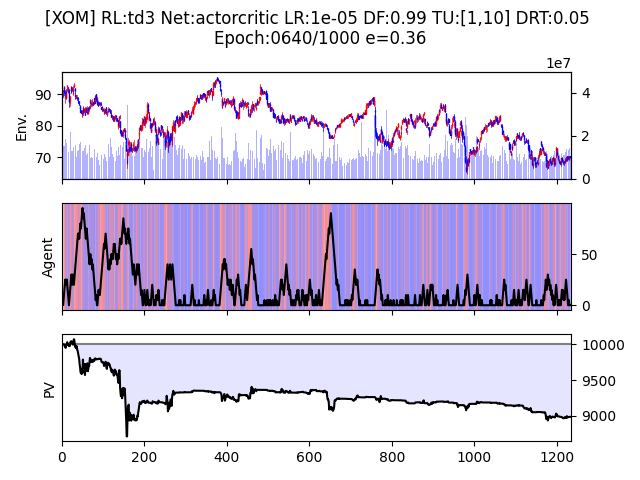 [XOM] RL:td3 Net:actorcritic LR:1e-05 DF:0.99 TU:[1,10] DRT:0.05
Epoch:0640/1000 e=0.36
1e7
Env.
90
80
70
4
2
0
Agent
50
0
PV
10000
9500
9000
0 200 400 600 800 1000 1200